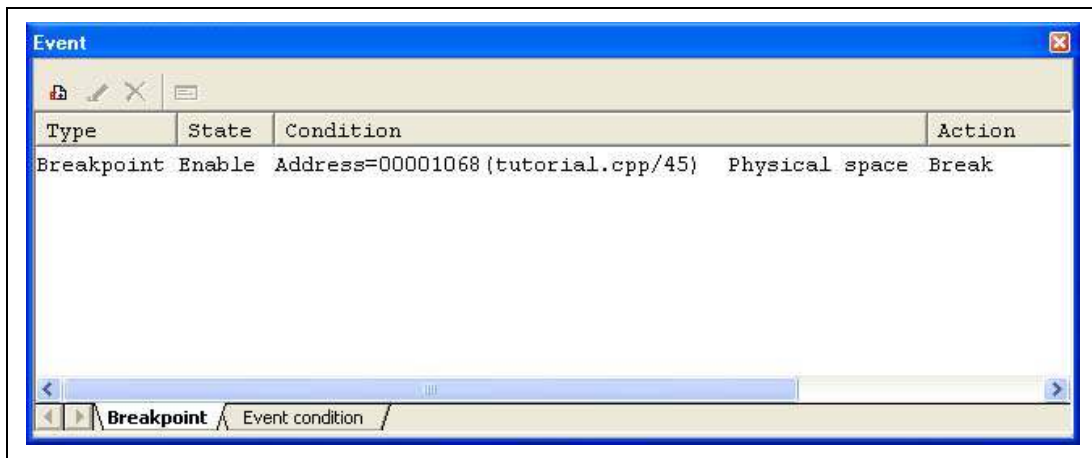 Event
Type State Condition Action
Breakpoint Enable Address=00001068(tutorial.cpp/45) Physical space Break
Breakpoint Event condition